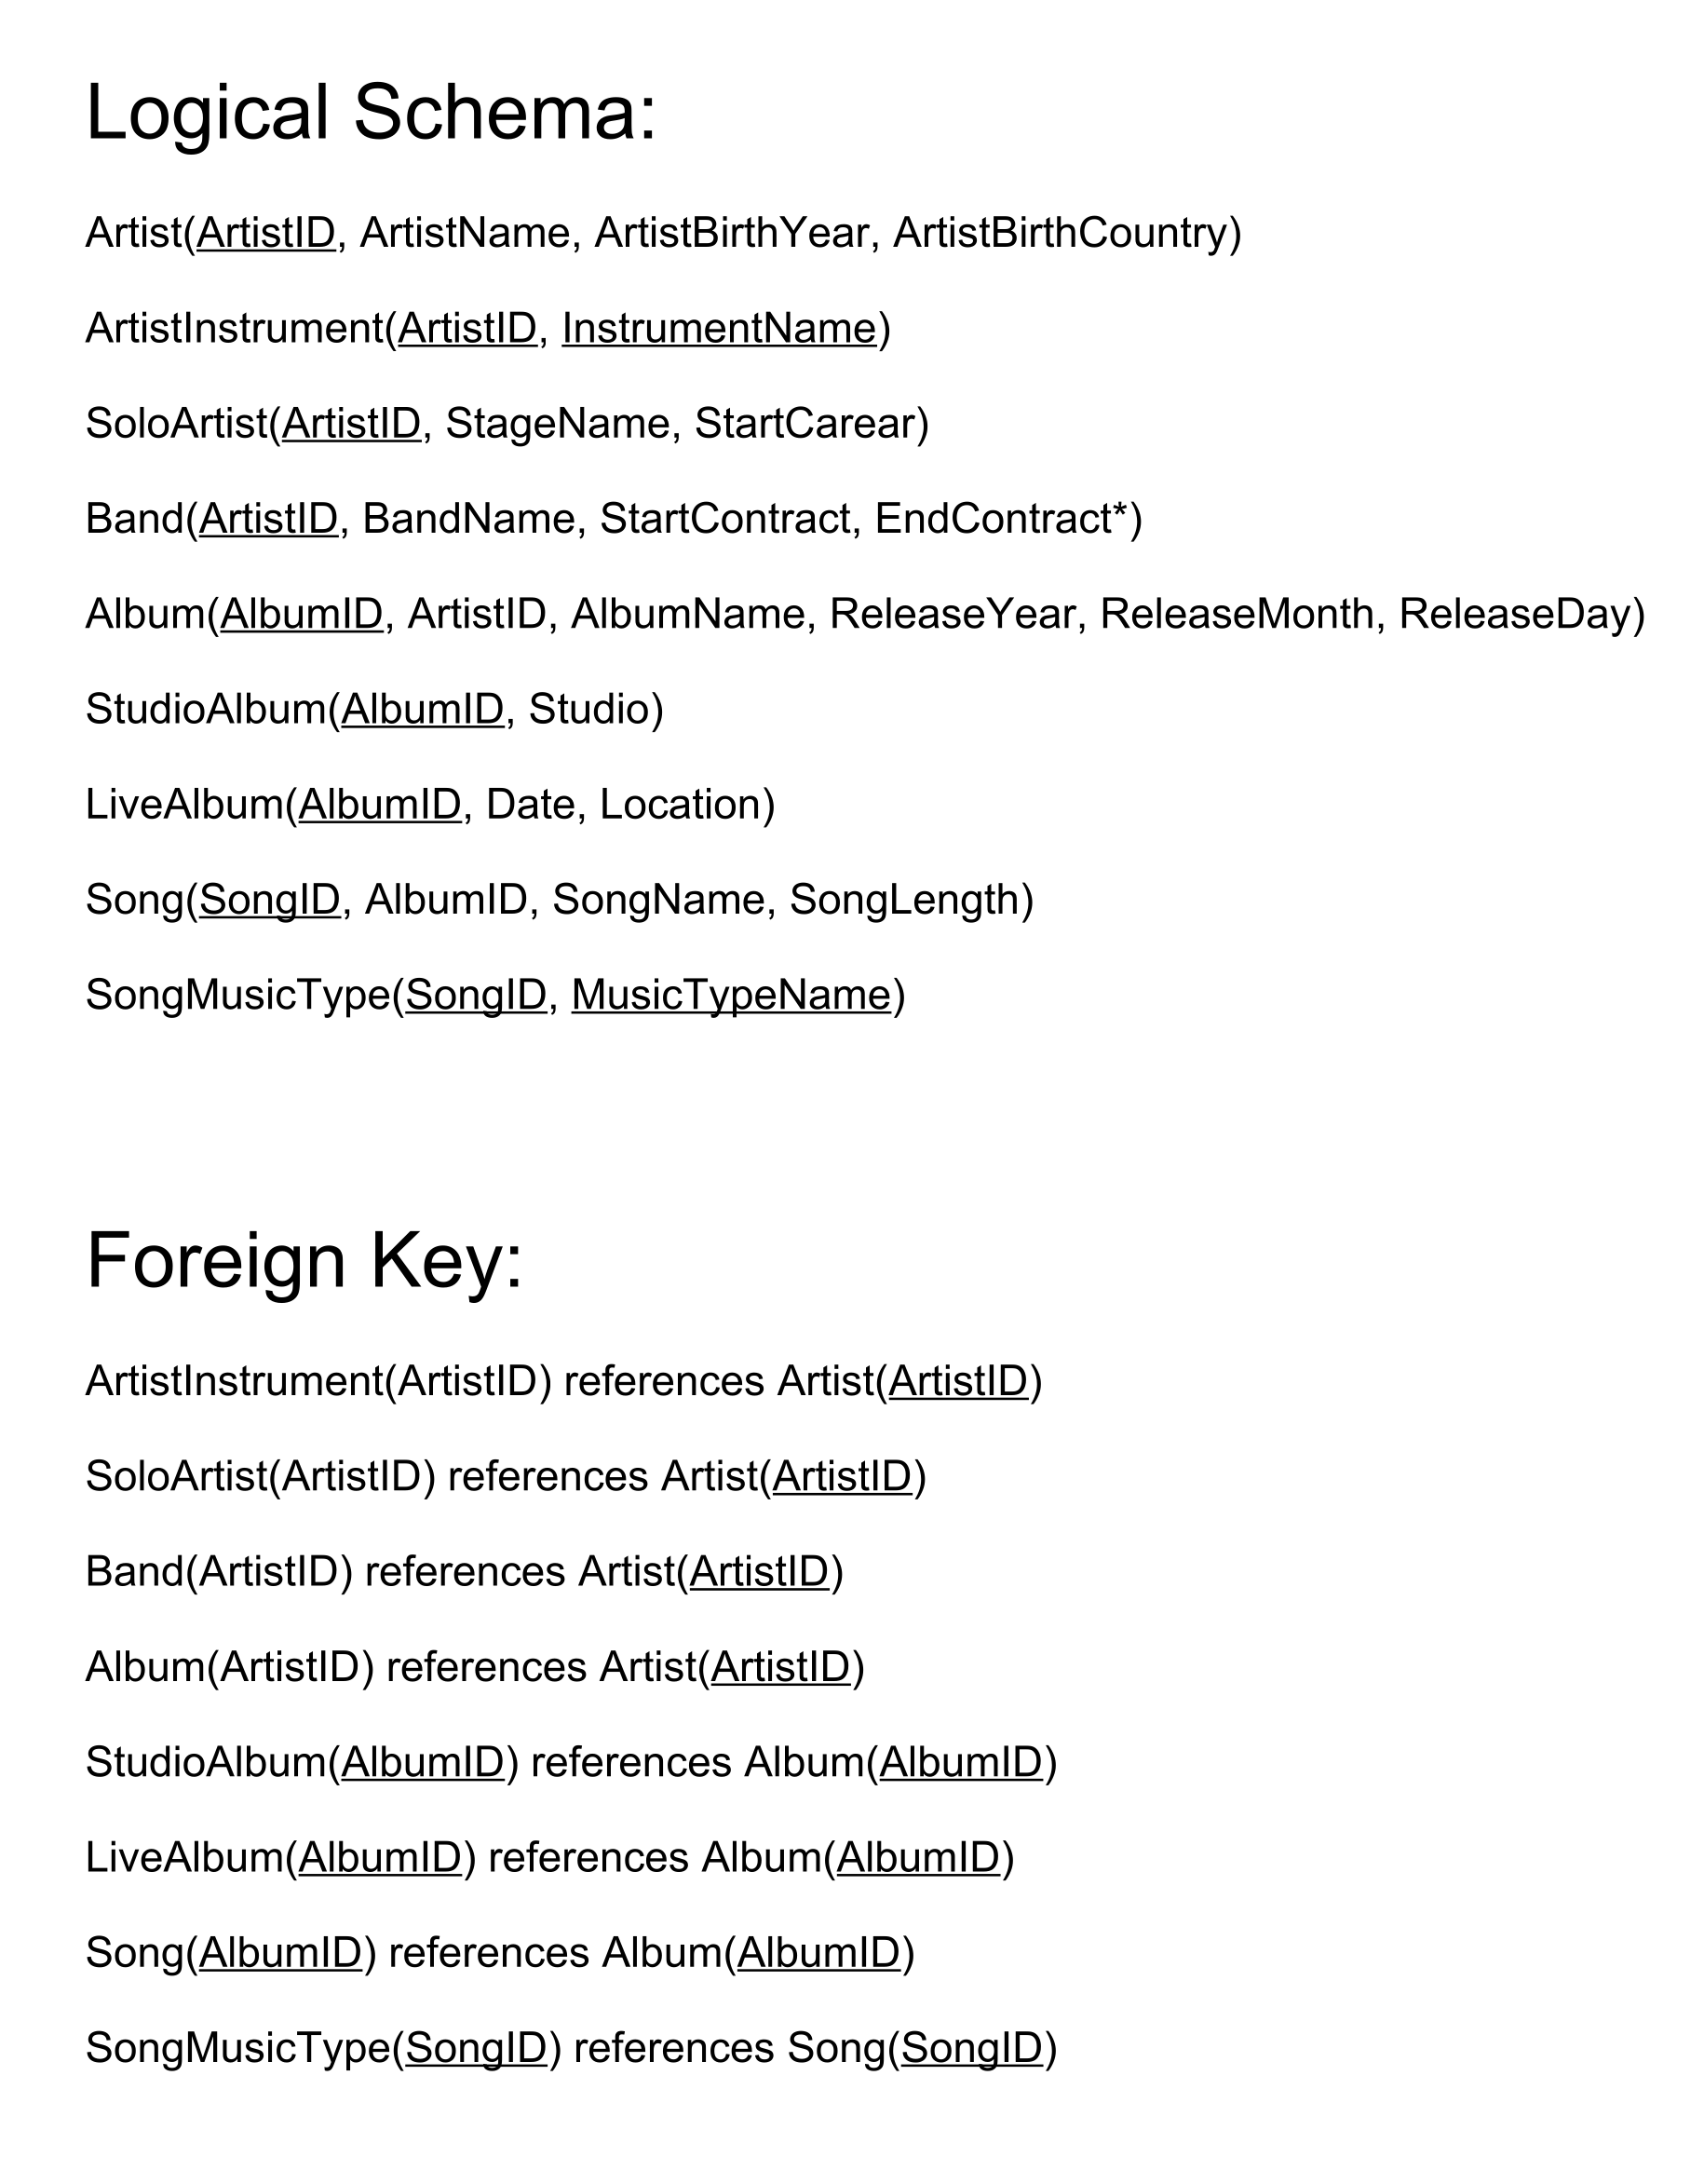 Logical Schema:
Artist(ArtistID, ArtistName, ArtistBirthYear, ArtistBirthCountry)
ArtistInstrument(ArtistID, InstrumentName)
SoloArtist(ArtistID, StageName, StartCarear)
Band(ArtistID, BandName, StartContract, EndContract*)
Album(AlbumID, ArtistID, AlbumName, ReleaseYear, ReleaseMonth, ReleaseDay)
StudioAlbum(AlbumID, Studio)
LiveAlbum(AlbumID, Date, Location)
Song(SongID, AlbumID, SongName, SongLength)
SongMusicType(SongID, MusicTypeName)
Foreign Key:
ArtistInstrument(ArtistID) references Artist(ArtistID)
SoloArtist(ArtistID) references Artist(ArtistID)
Band(ArtistID) references Artist(ArtistID)
Album(ArtistID) references Artist(ArtistID)
StudioAlbum(AlbumID) references Album(AlbumID)
LiveAlbum(AlbumID) references Album(AlbumID)
Song(AlbumID) references Album(AlbumID)
SongMusicType(SongID) references Song(SongID)